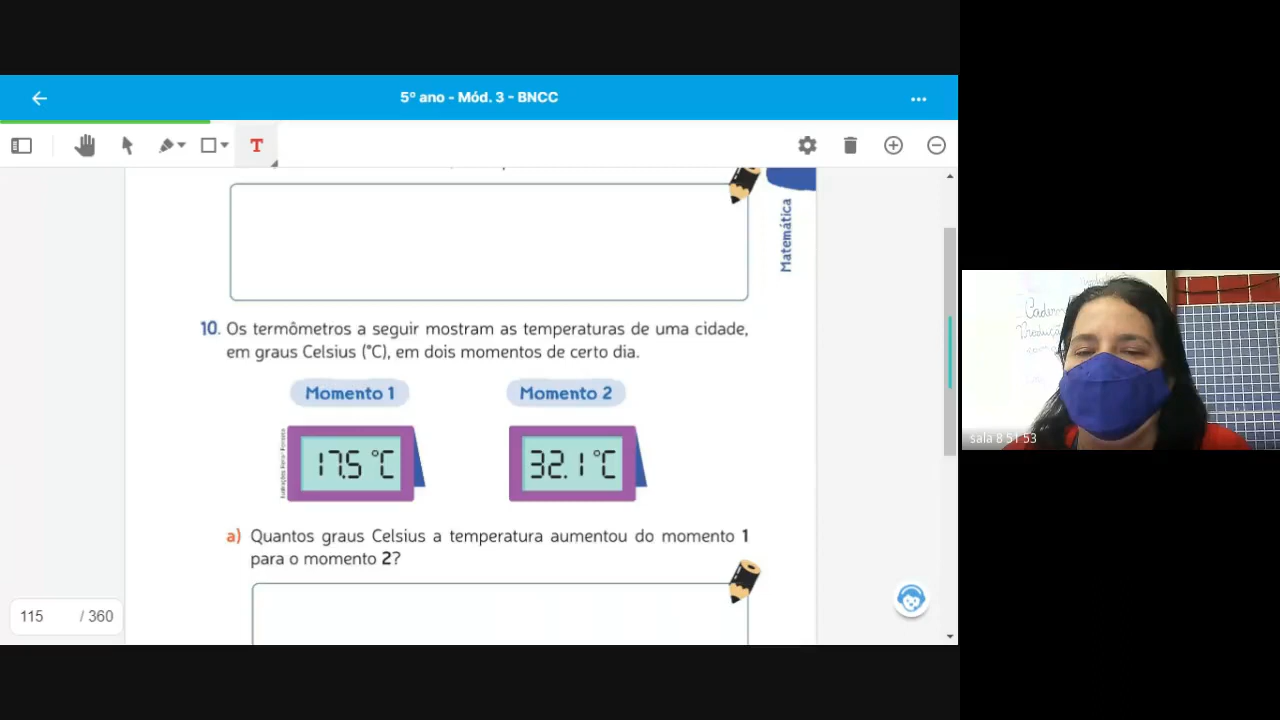 5º ano - Mód. 3 - BNCC
T
Matemática
10. Os termômetros a seguir mostram as temperaturas de uma cidade,
em graus Celsius (°C), em dois momentos de certo dia.
Momento 1
Momento 2
17.5 °C
32.1 °C
a) Quantos graus Celsius a temperatura aumentou do momento 1
para o momento 2?
115 / 360
Produção
sala 8 51 53